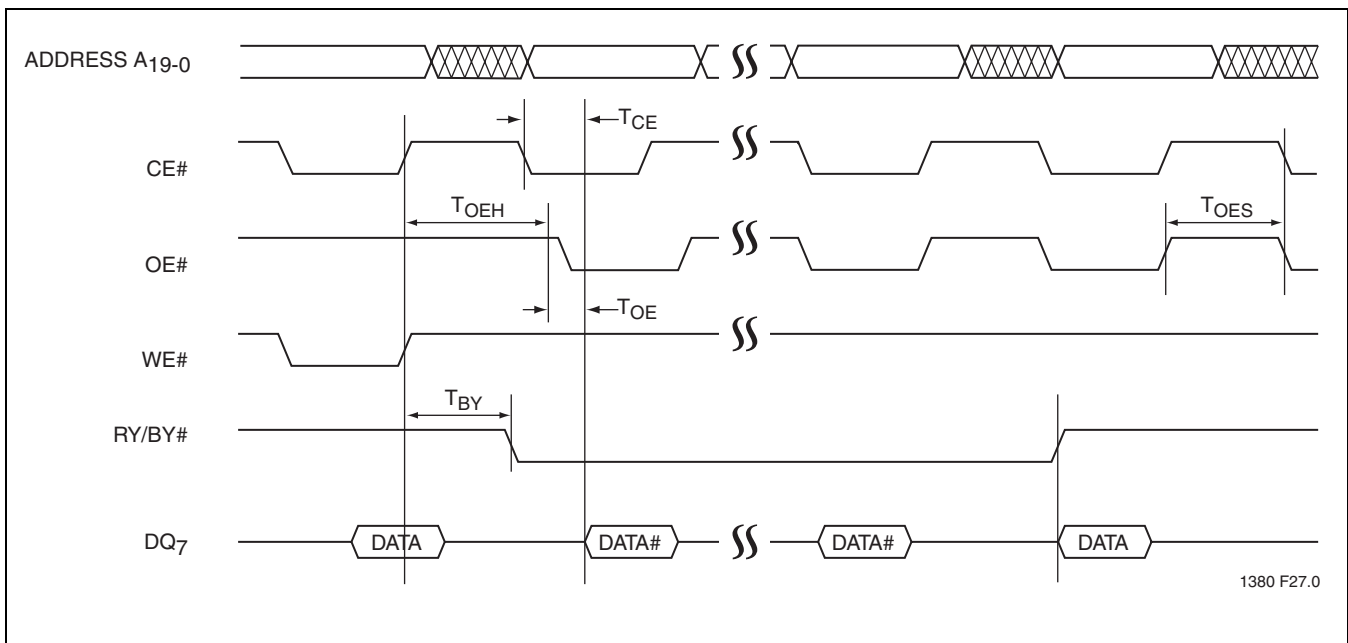 ADDRESS A19-0
TCE
CE#
TOEH
TOES
OE#
TOE
WE#
TBY
RY/BY#
DQ7
DATA
DATA#
DATA#
DATA
1380 F27.0